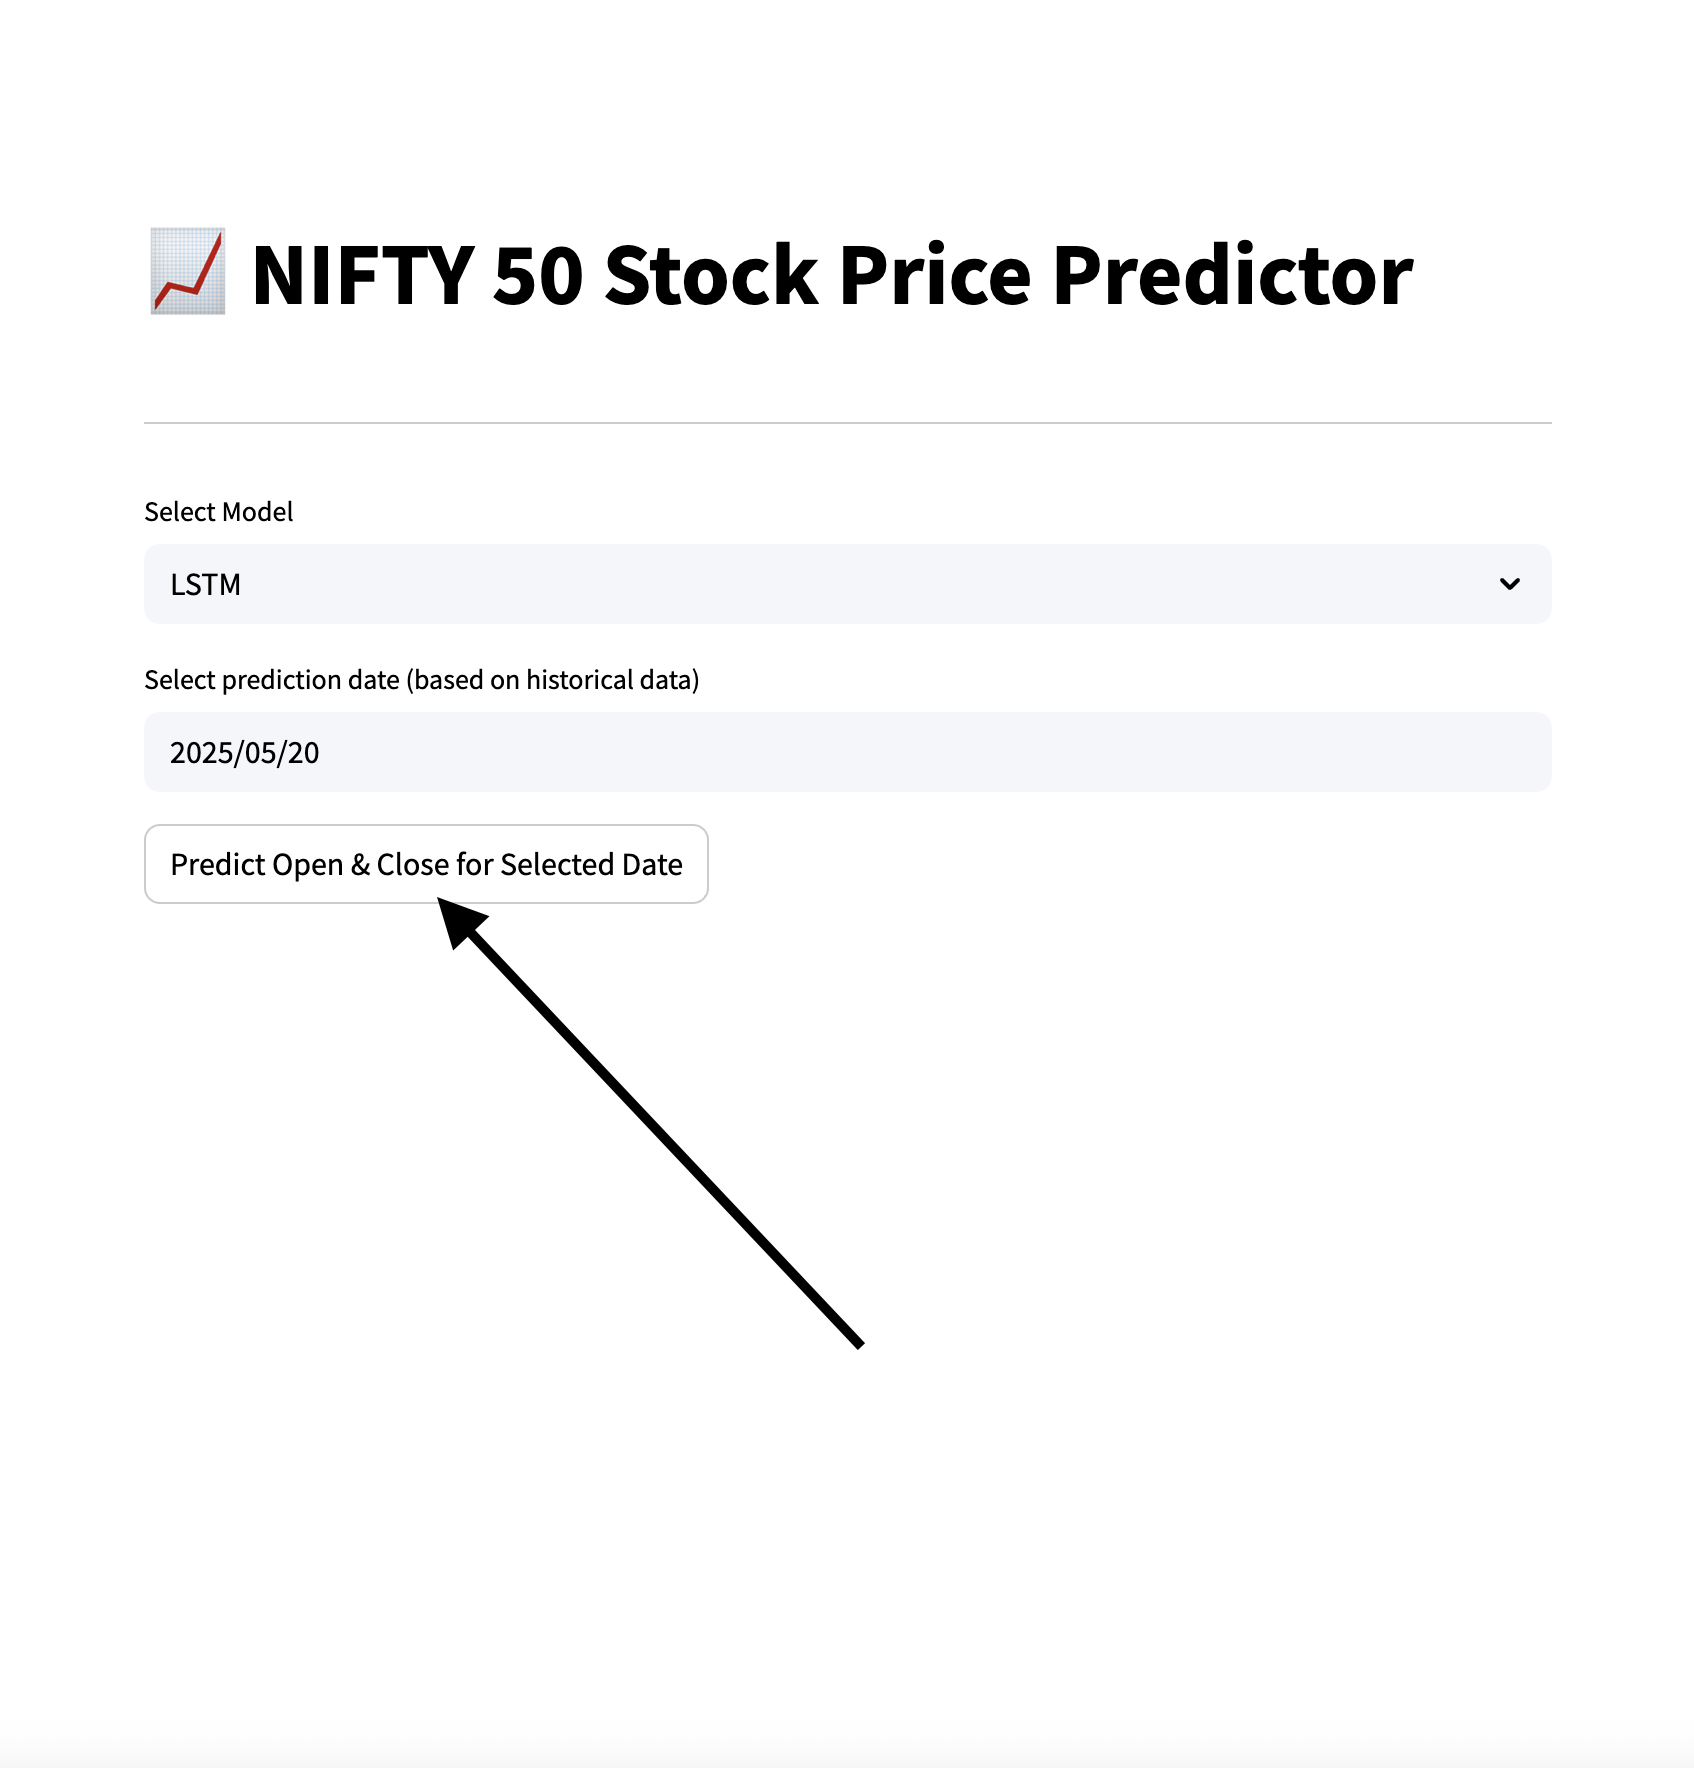 NIFTY 50 Stock Price Predictor
Select Model
LSTM
Select prediction date (based on historical data)
2025/05/20
Predict Open & Close for Selected Date